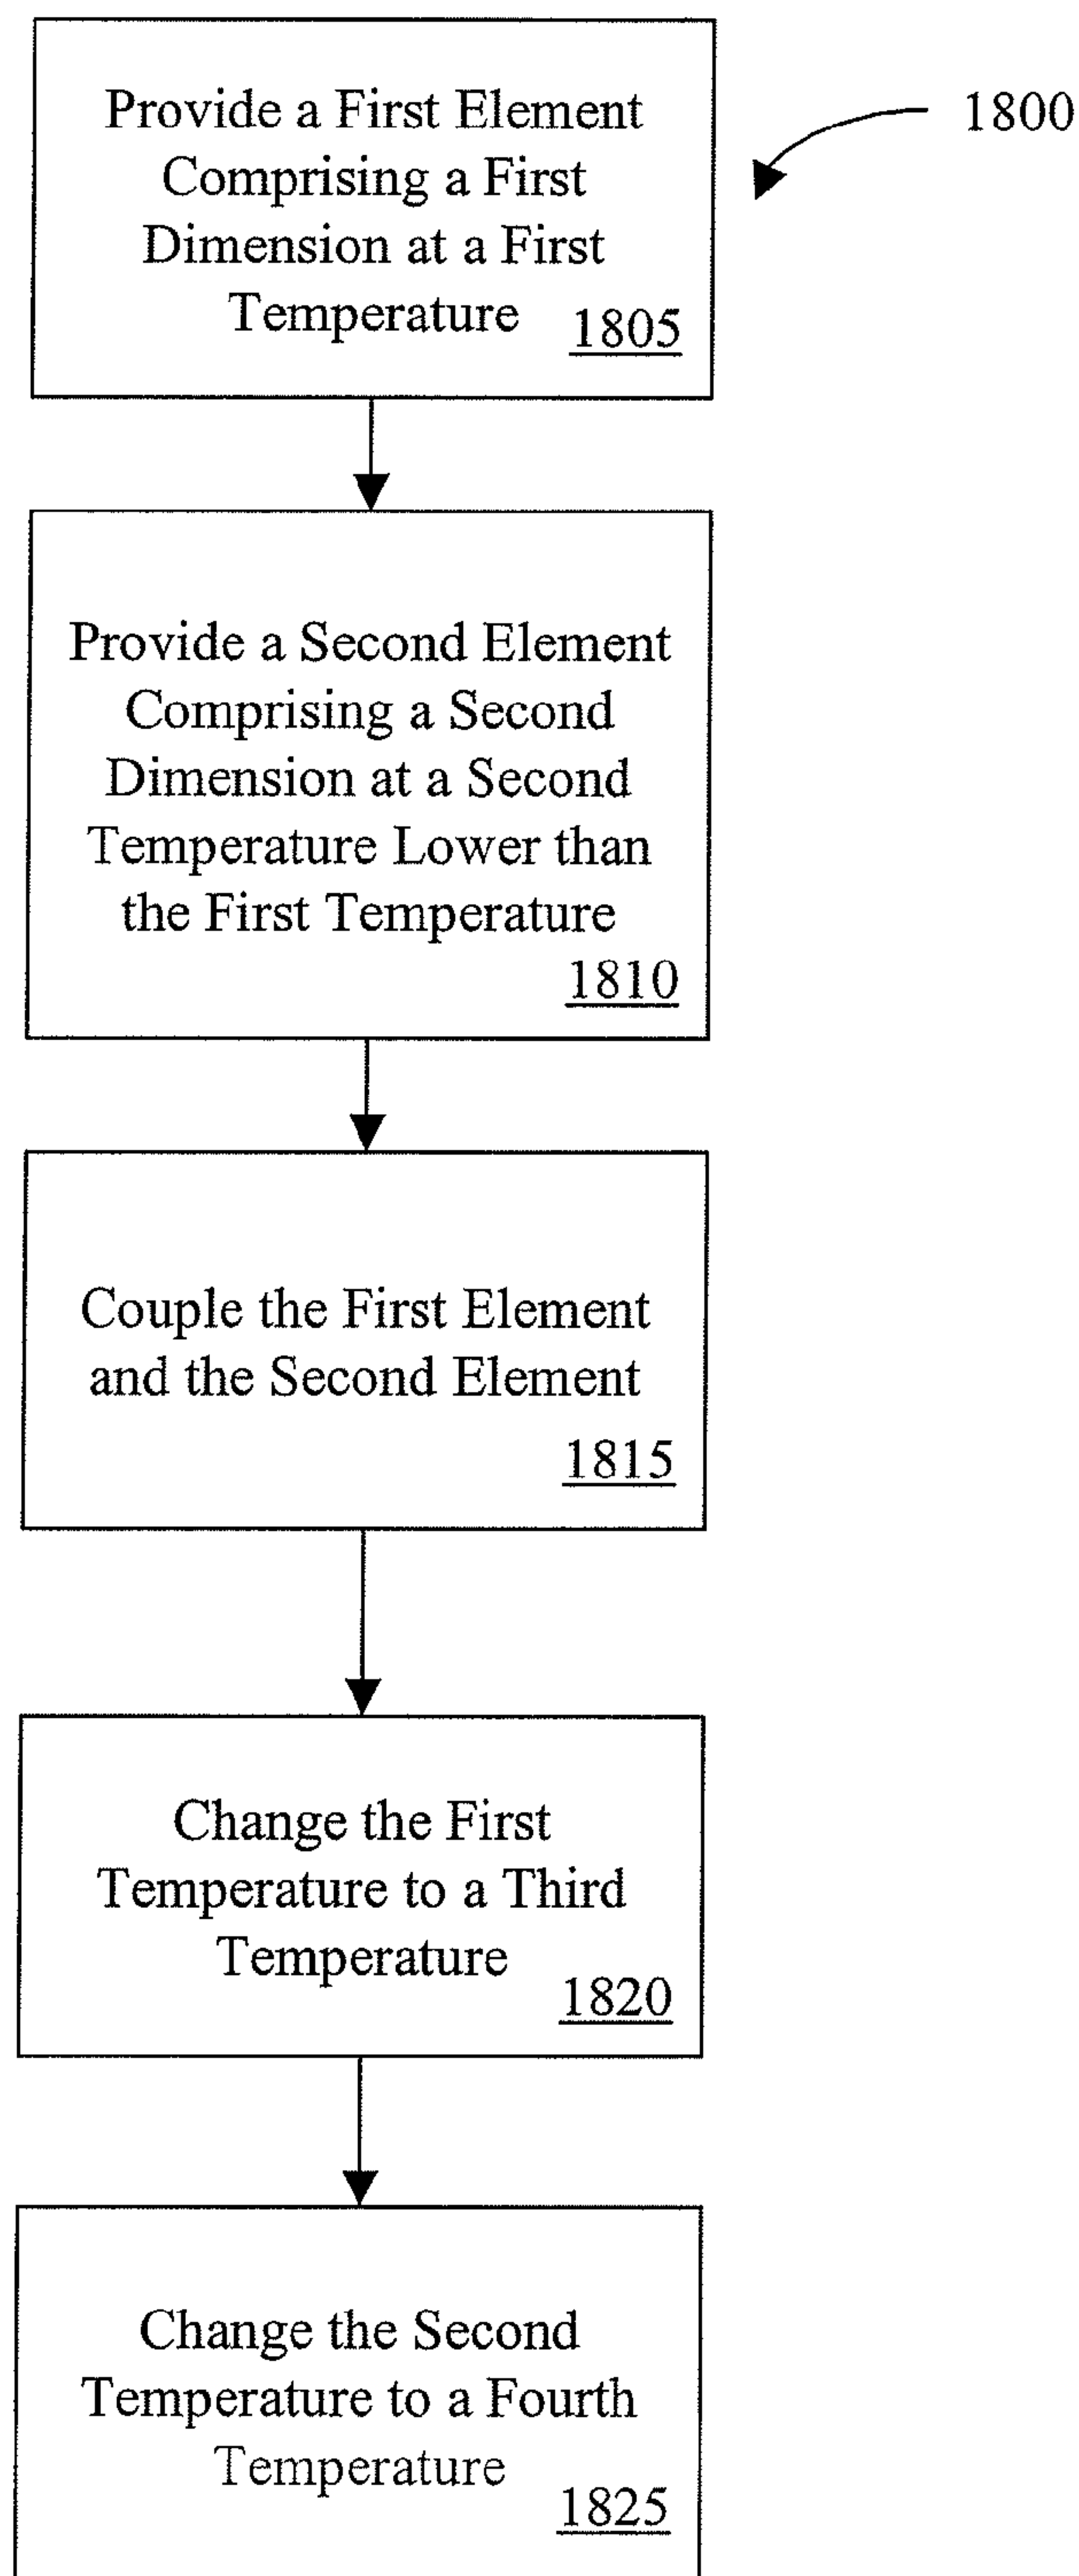 Provide a First Element
Comprising a First
Dimension at a First
Temperature
1805
1800
Provide a Second Element
Comprising a Second
Dimension at a Second
Temperature Lower than
the First Temperature
1810
Couple the First Element
and the Second Element
1815
Change the First
Temperature to a Third
Temperature
1820
Change the Second
Temperature to a Fourth
Temperature
1825